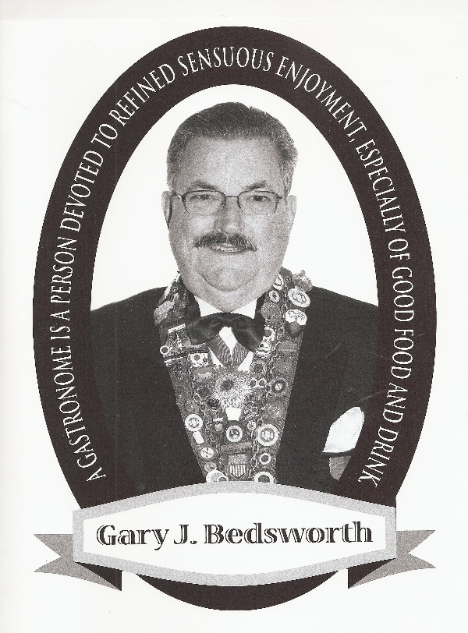 A GASTRONOME IS A PERSON DEVOTED TO REFINED SENSUOUS ENJOYMENT, ESPECIALLY OF GOOD FOOD AND DRINK
Gary J. Bedsworth